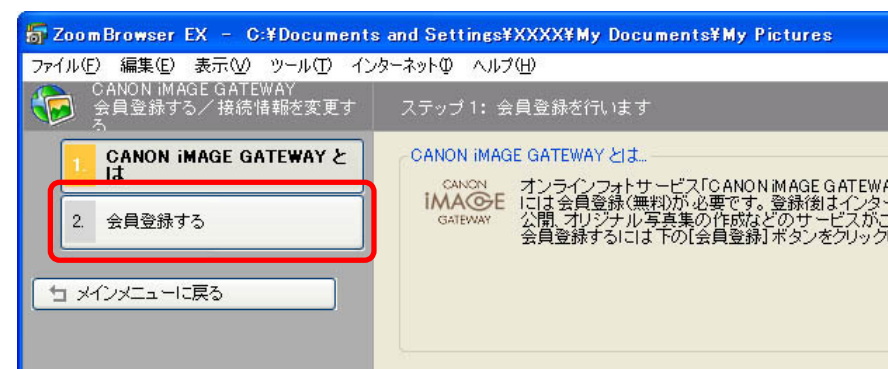 ZoomBrowser EX - C:¥Documents and Settings¥XXXX¥My Documents¥My Pictures
ファイル(F) 編集(E) 表示(V) ツール(T) インターネット(I) ヘルプ(H)
CANON iMAGE GATEWAY
会員登録する／接続情報を変更す
る
ステップ 1: 会員登録を行います
1. CANON iMAGE GATEWAY と
は
2. 会員登録する
メインメニューに戻る
CANON iMAGE GATEWAY とは...
CANON
iMAGE
GATEWAY
オンラインフォトサービス「CANON iMAGE GATEWA
には会員登録(無料)が必要です。登録後はインター
公開、オリジナル写真集の作成などのサービスがご
会員登録するには下の[会員登録]ボタンをクリック